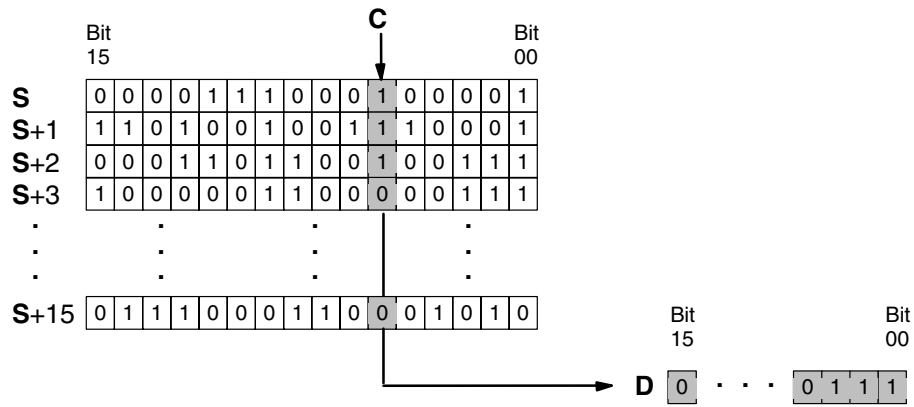 C
Bit Bit
15 00
S 0 0 0 0 1 1 1 0 0 0 1 0 0 0 0 1
S+1 1 1 0 1 0 0 1 0 0 1 1 1 0 0 0 1
S+2 0 0 0 1 1 0 1 1 0 0 1 0 0 1 1 1
S+3 1 0 0 0 0 0 1 1 0 0 0 0 0 1 1 1
S+15 0 1 1 1 0 0 0 1 1 0 0 0 1 0 1 0
Bit Bit
15 00
D 0 · · · 0 1 1 1